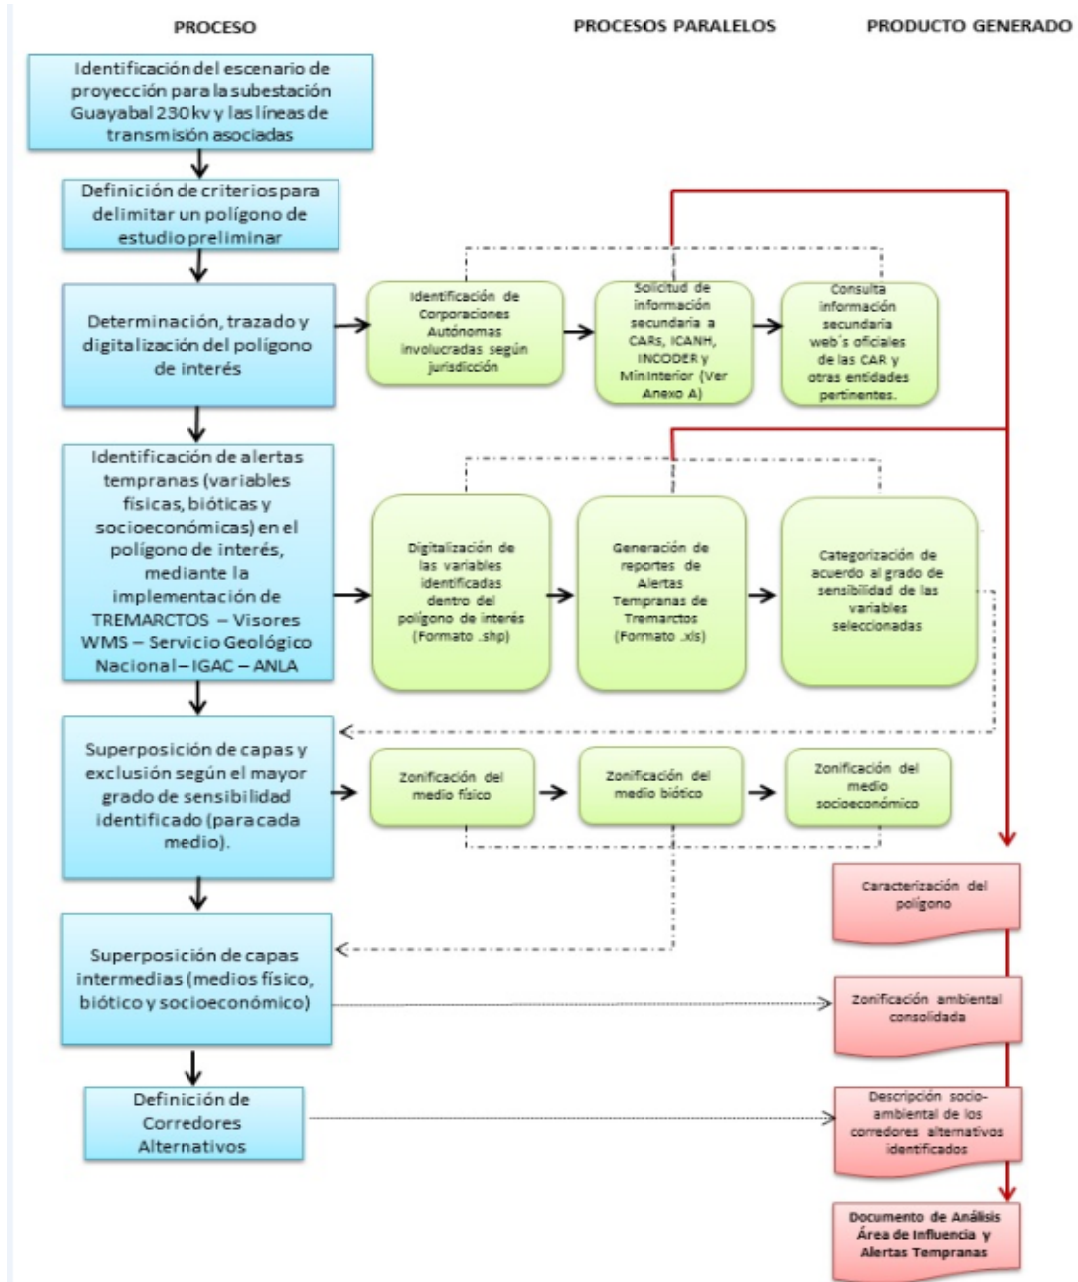 PROCESO
PROCESOS PARALELOS
PRODUCTO GENERADO
Identificación del escenario de
proyección para la subestación
Guayabal 230 kv y las líneas de
transmisión asociadas
Definición de criterios para
delimitar un polígono de
estudio preliminar
Determinación, trazado y
digitalización del polígono
de interés
Identificación de
Corporaciones
Autónomas
involucradas según
jurisdicción
Solicitud de
información
secundaria a
CARs, ICANH,
INCODER y
MinInterior (Ver
Anexo A)
Consulta
información
secundaria
web´s oficiales
de las CAR y
otras entidades
pertinentes.
Identificación de alertas
tempranas (variables
físicas, bióticas y
socioeconómicas) en el
polígono de interés,
mediante la
implementación de
TREMARCTOS – Visores
WMS – Servicio Geológico
Nacional – IGAC – ANLA
Digitalización de
las variables
identificadas
dentro del
polígono de interés
(Formato .shp)
Generación de
reportes de
Alertas
Tempranas de
Tremarctos
(Formato .xls)
Categorización de
acuerdo al grado de
sensibilidad de las
variables
seleccionadas
Superposición de capas y
exclusión según el mayor
grado de sensibilidad
identificado (para cada
medio).
Zonificación del
medio físico
Zonificación del
medio biótico
Zonificación del
medio
socioeconómico
Caracterización del
polígono
Superposición de capas
intermedias (medios físico,
biótico y socioeconómico)
Zonificación ambiental
consolidada
Definición de
Corredores
Alternativos
Descripción socio-
ambiental de los
corredores alternativos
identificados
Documento de Análisis
Área de Influencia y
Alertas Tempranas